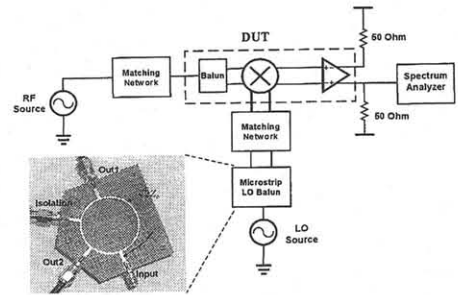 50 Ohm
DUT
Matching
Network
Balun
Spectrum
Analyzer
RF
Source
50 Ohm
Matching
Network
Out1
Microstrip
LO Balun
Isolation
LO
Source
Out2
Input